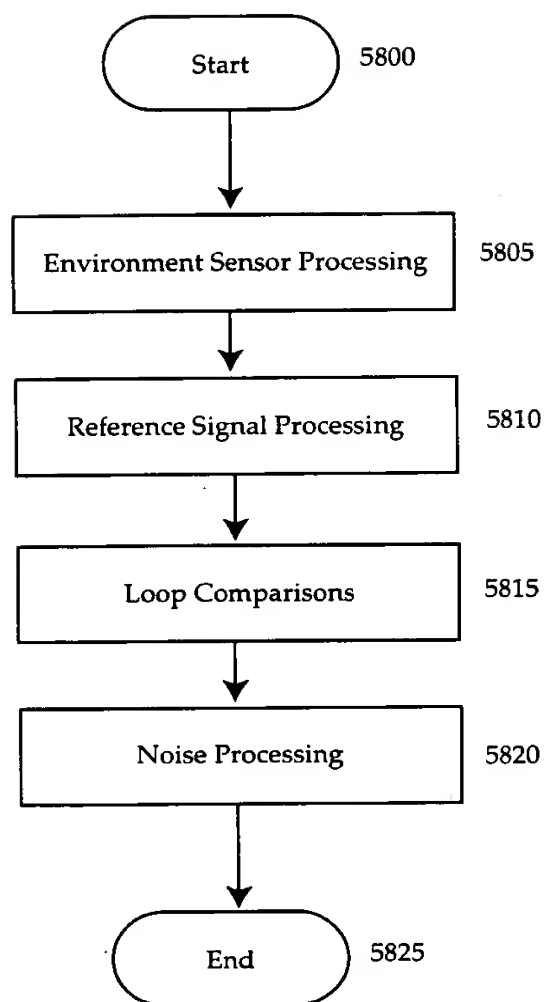 Start 5800
Environment Sensor Processing 5805
Reference Signal Processing 5810
Loop Comparisons 5815
Noise Processing 5820
End 5825